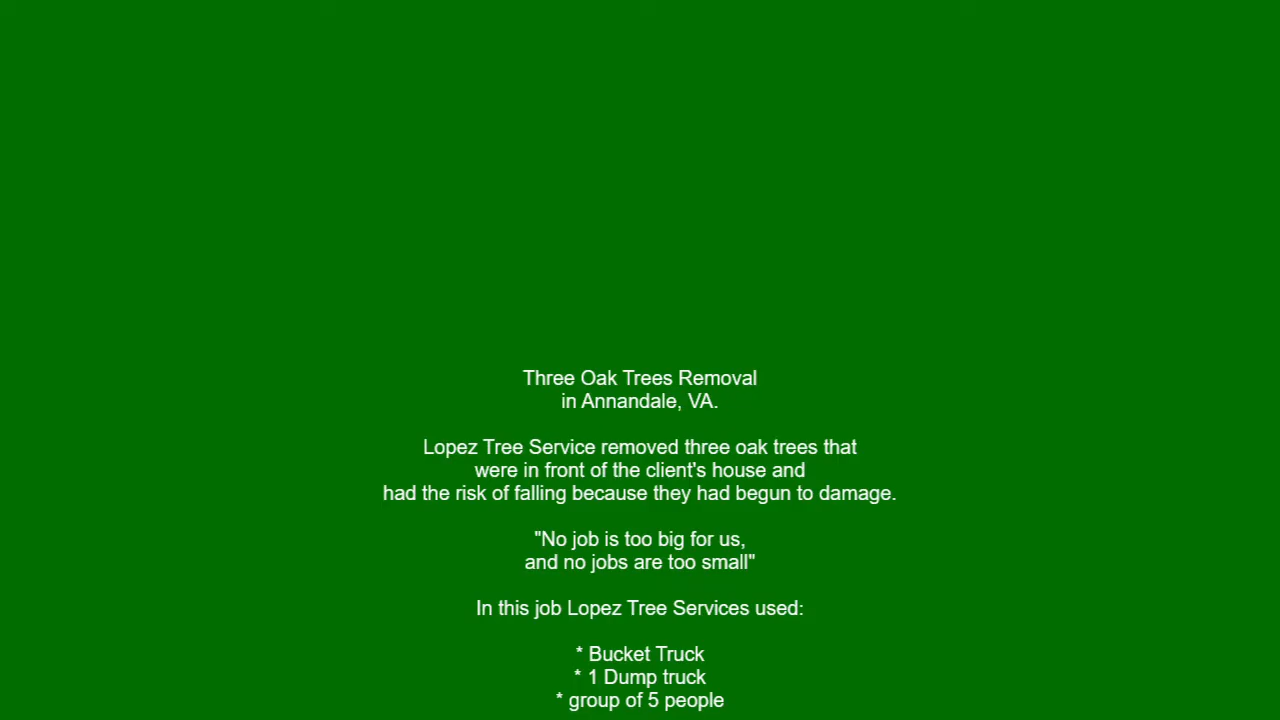 Three Oak Trees Removal
in Annandale, VA.
Lopez Tree Service removed three oak trees that
were in front of the client's house and
had the risk of falling because they had begun to damage.
"No job is too big for us,
and no jobs are too small"
In this job Lopez Tree Services used:
* Bucket Truck
* 1 Dump truck
* group of 5 people